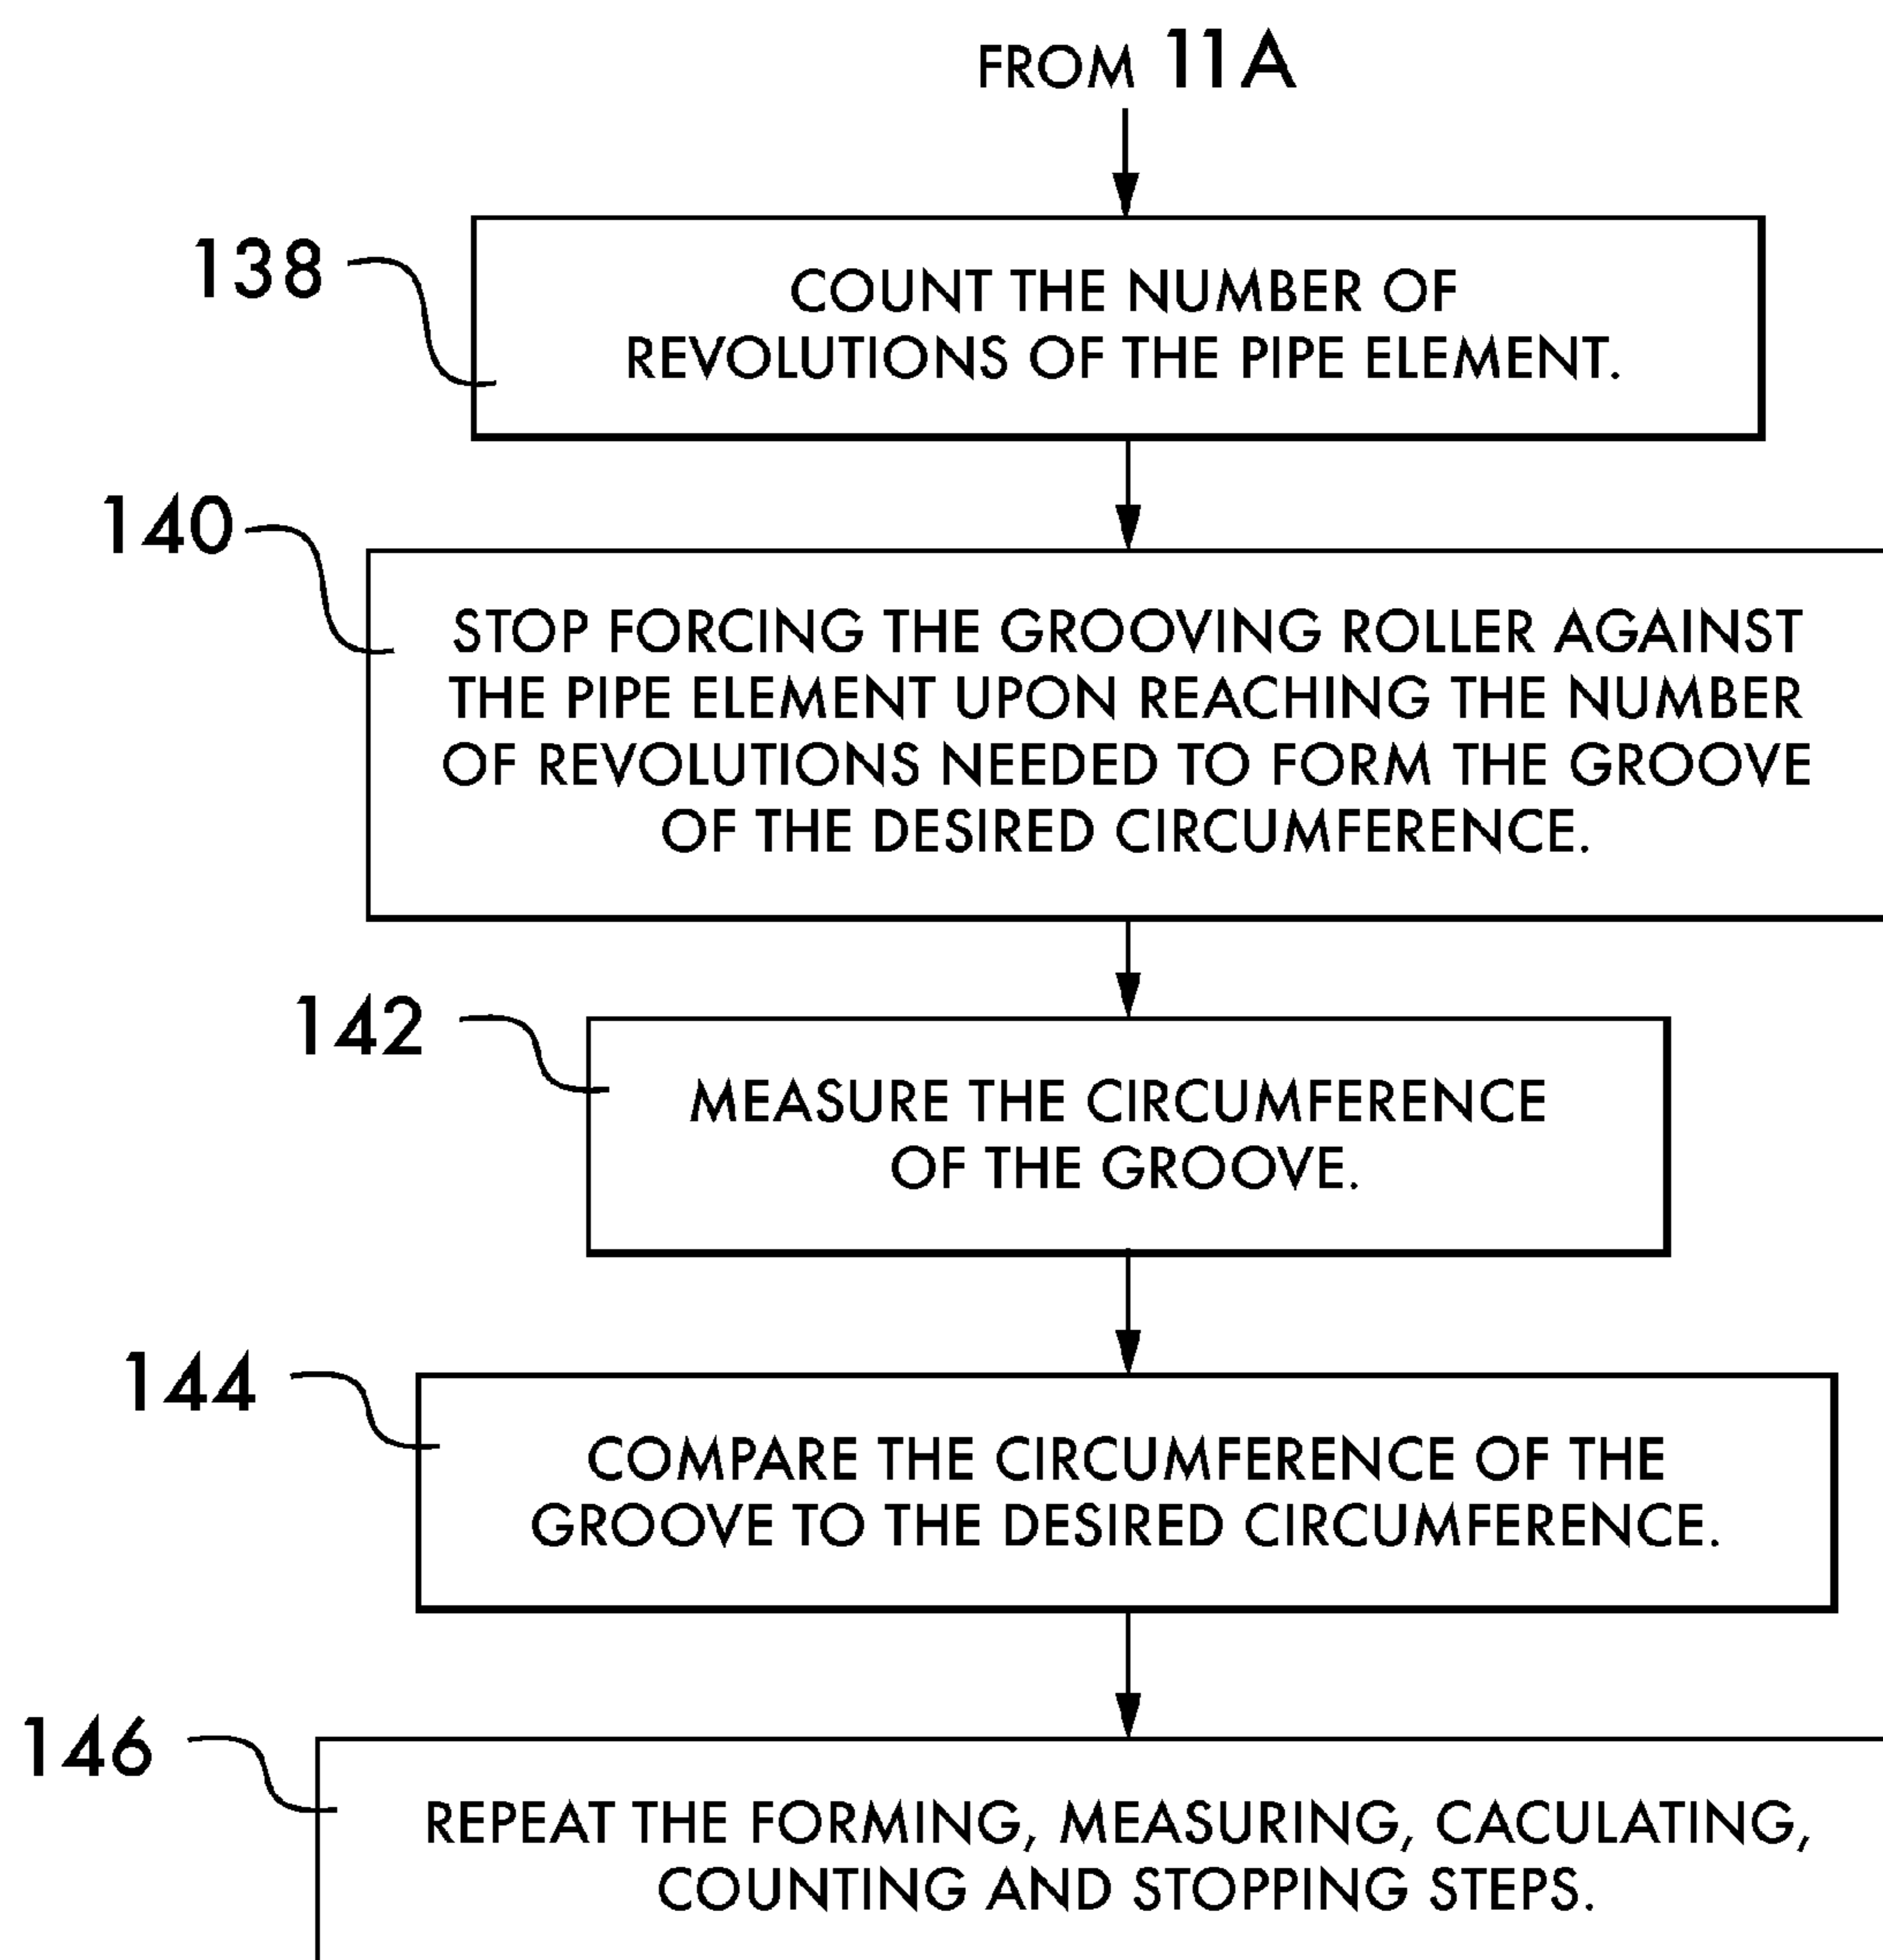 FROM 11A
138
COUNT THE NUMBER OF
REVOLUTIONS OF THE PIPE ELEMENT.
140
STOP FORCING THE GROOVING ROLLER AGAINST
THE PIPE ELEMENT UPON REACHING THE NUMBER
OF REVOLUTIONS NEEDED TO FORM THE GROOVE
OF THE DESIRED CIRCUMFERENCE.
142
MEASURE THE CIRCUMFERENCE
OF THE GROOVE.
144
COMPARE THE CIRCUMFERENCE OF THE
GROOVE TO THE DESIRED CIRCUMFERENCE.
146
REPEAT THE FORMING, MEASURING, CACULATING,
COUNTING AND STOPPING STEPS.